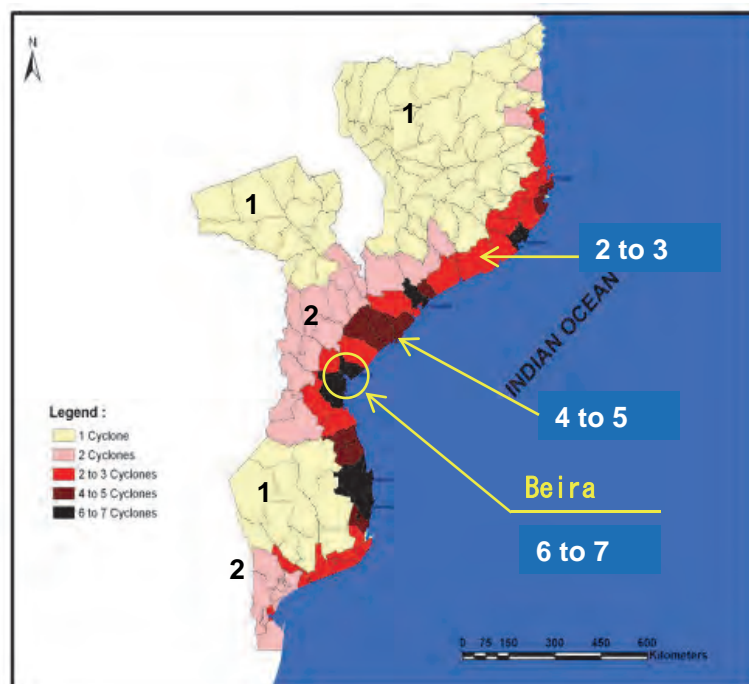 N
1
1
2 to 3
INDIAN OCEAN
2
4 to 5
Legend :
1 Cyclone
2 Cyclones
2 to 3 Cyclones
4 to 5 Cyclones
6 to 7 Cyclones
1
Beira
6 to 7
2
0 75 150 300 450 600
Kilometers